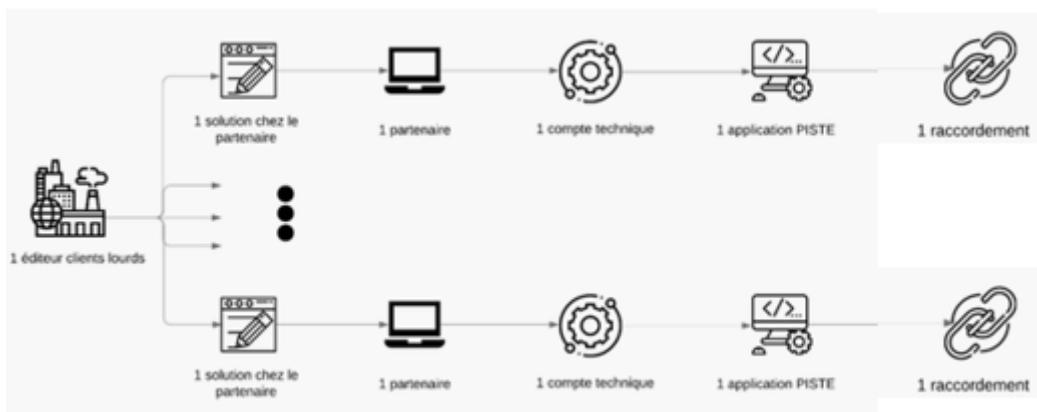 1 solution chez le
partenaire
1 partenaire
1 compte technique
</>...
1 application PISTE
1 raccordement
1 éditeur clients lourds
1 solution chez le
partenaire
1 partenaire
1 compte technique
</>...
1 application PISTE
1 raccordement